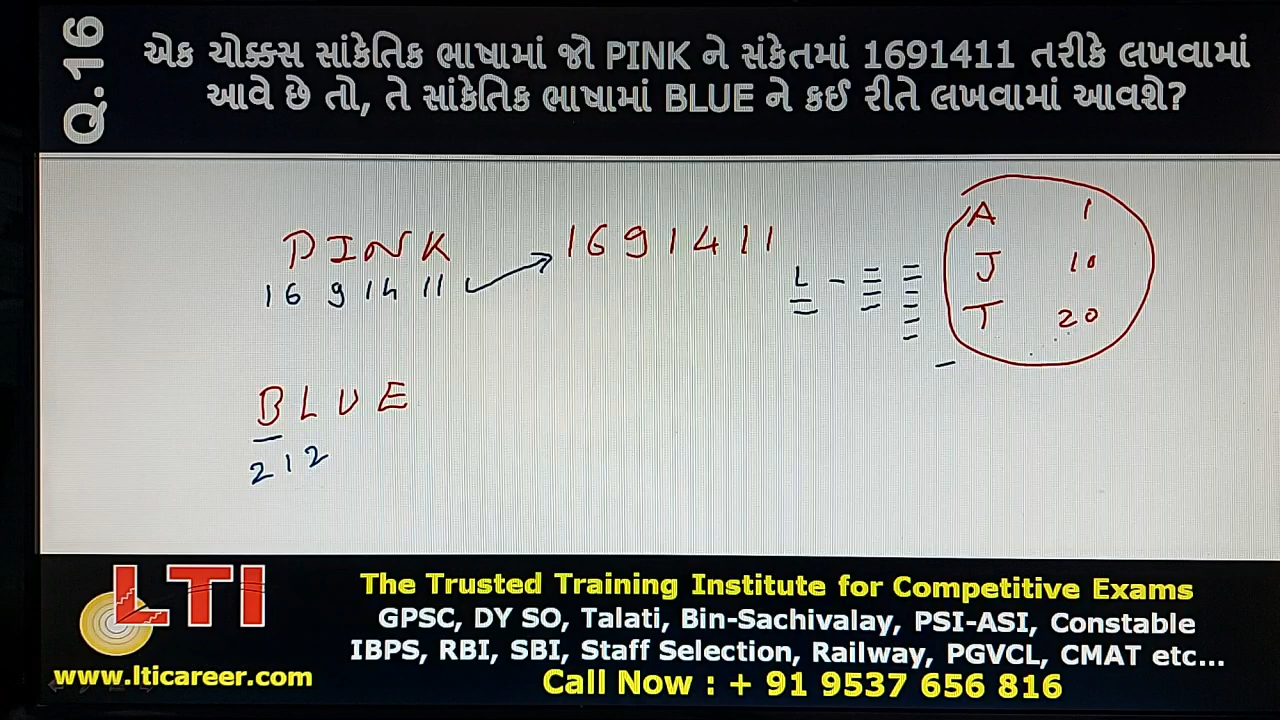 Q.16
એક ચોક્કસ સાંકેતિક ભાષામાં જો PINK ને સંકેતમાં 1691411 તરીકે લખવામાં
આવે છે તો, તે સાંકેતિક ભાષામાં BLUE ને કઈ રીતે લખવામાં આવશે?
PINK 1691411
16 9 14 11
L
A 1
J 10
T 20
BLUE
2 12
LTI
www.lticareer.com
The Trusted Training Institute for Competitive Exams
GPSC, DY SO, Talati, Bin-Sachivalay, PSI-ASI, Constable
IBPS, RBI, SBI, Staff Selection, Railway, PGVCL, CMAT etc...
Call Now : + 91 9537 656 816